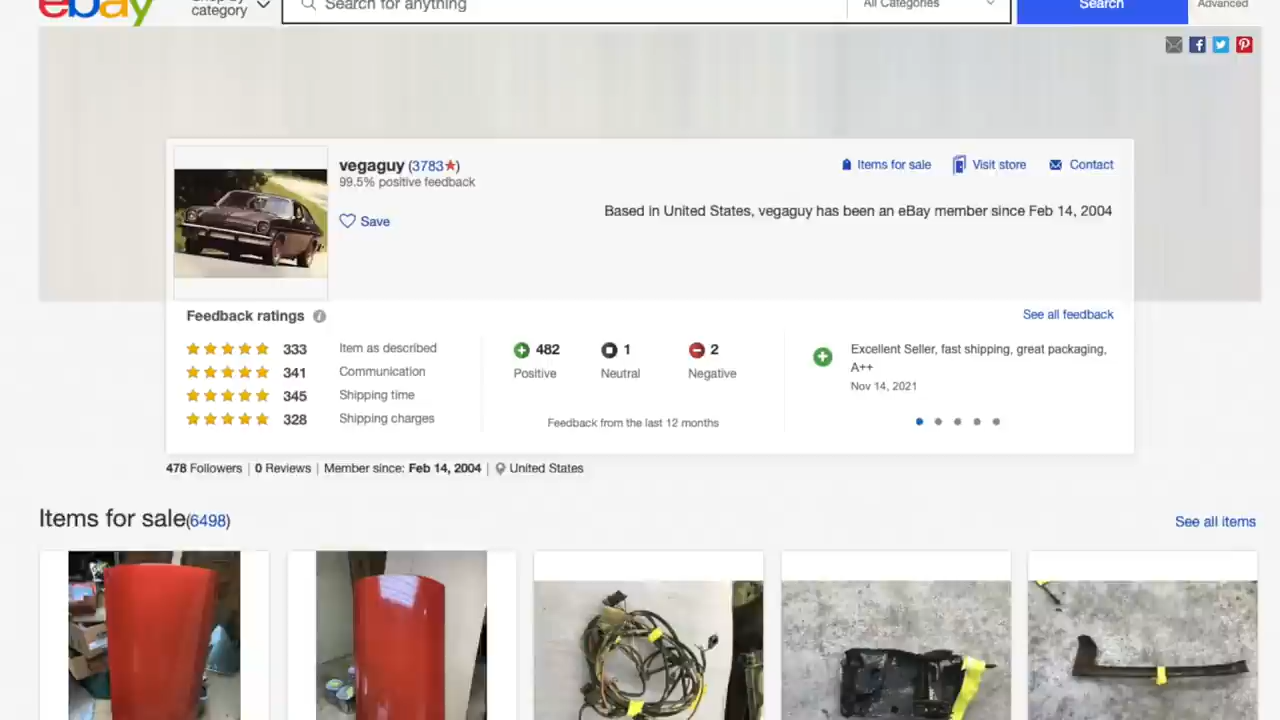 ebay
Shop by
category
Search for anything
All Categories
Search
Advanced
vegaguy (3783)
99.5% positive feedback
Save
Items for sale
Visit store
Contact
Based in United States, vegaguy has been an eBay member since Feb 14, 2004
Feedback ratings
See all feedback
333 Item as described
341 Communication
345 Shipping time
328 Shipping charges
482
Positive
1
Neutral
2
Negative
Feedback from the last 12 months
Excellent Seller, fast shipping, great packaging,
A++
Nov 14, 2021
478 Followers | 0 Reviews | Member since: Feb 14, 2004 | United States
Items for sale(6498)
See all items